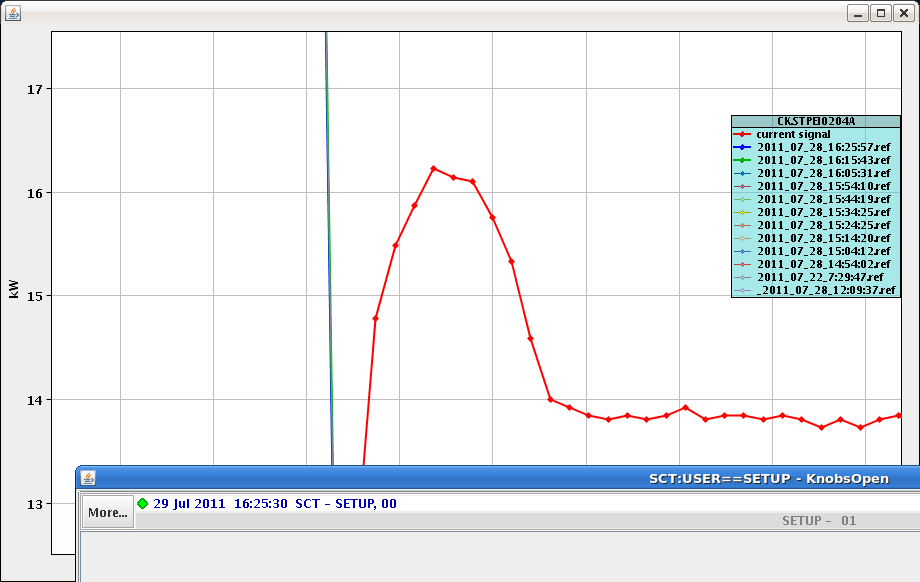 17
16
15
14
13
kW
CK.STPEI0204A
current signal
2011_07_28_16:25:57.ref
2011_07_28_16:15:43.ref
2011_07_28_16:05:31.ref
2011_07_28_15:54:10.ref
2011_07_28_15:44:19.ref
2011_07_28_15:34:25.ref
2011_07_28_15:24:25.ref
2011_07_28_15:14:20.ref
2011_07_28_15:04:12.ref
2011_07_28_14:54:02.ref
2011_07_22_7:29:47.ref
_2011_07_28_12:09:37.ref
SCT:USER==SETUP - KnobsOpen
More...
29 Jul 2011 16:25:30 SCT - SETUP, 00
SETUP - 01